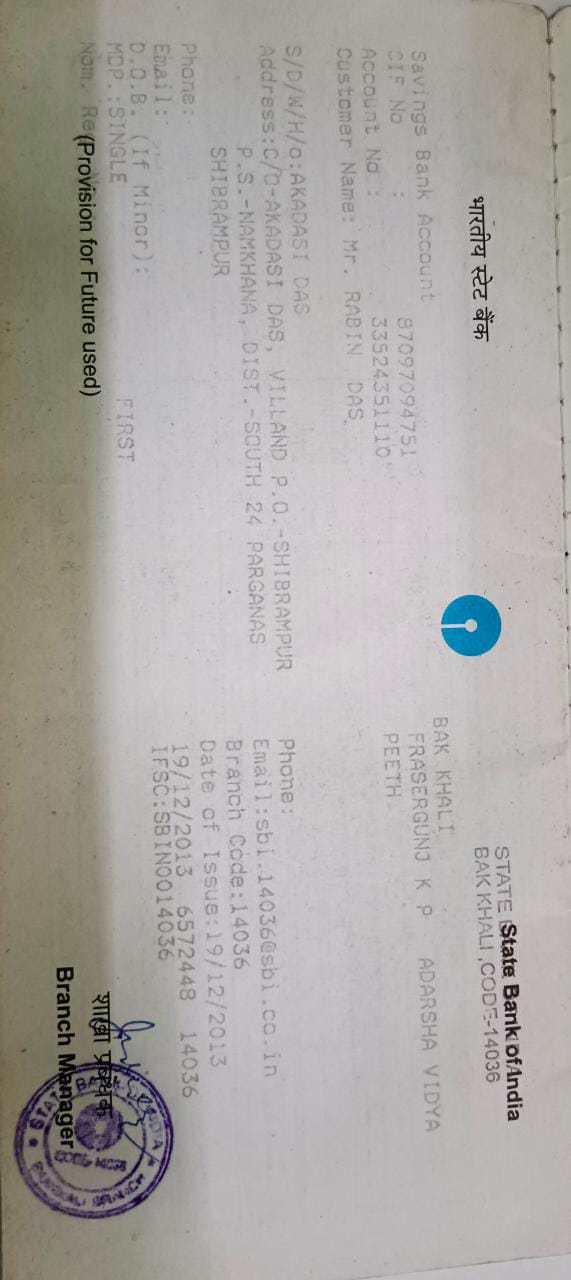 भारतीय स्टेट बैंक
State Bank of India
STATE
BAK KHALI ,CODE-14036
Savings Bank Account
CIF No : 87097094751
Account No : 33524351110
Customer Name: Mr. RABIN DAS
S/D/W/H/o:AKADASI DAS
Address:C/O-AKADASI DAS, VILLAND P.O.-SHIBRAMPUR
P.S.-NAMKHANA, DIST.-SOUTH 24 PARGANAS
SHIBRAMPUR
Phone:
Email:
D.O.B. (If Minor):
MOP.:SINGLE FIRST
Nom. Re
(Provision for Future used)
BAK KHALI
FRASERGUNJ K P ADARSHA VIDYA
PEETH
Phone:
Email:sbi.14036@sbi.co.in
Branch Code:14036
Date of Issue:19/12/2013
19/12/2013 6572448 14036
IFSC:SBIN0014036
शाखा प्रबंधक
Branch Manager
STATE BANK INDIA
CODE-14036
BRANCH